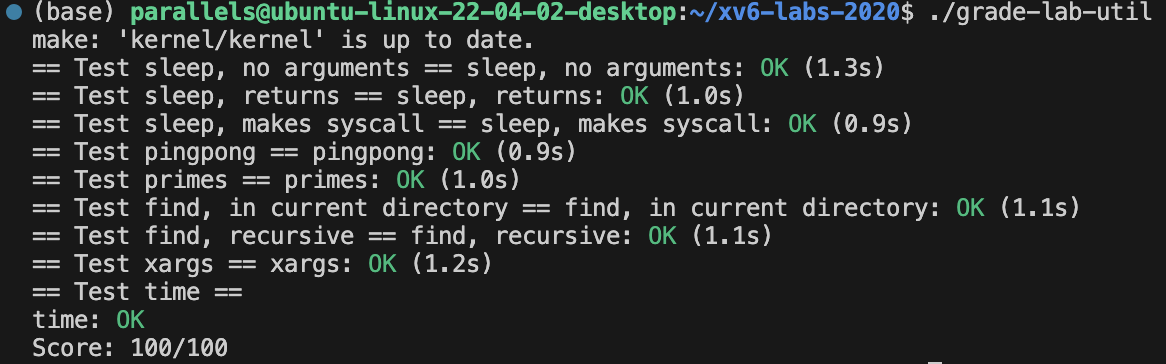 (base) parallels@ubuntu-linux-22-04-02-desktop:~/xv6-labs-2020$ ./grade-lab-util
make: 'kernel/kernel' is up to date.
== Test sleep, no arguments == sleep, no arguments: OK (1.3s)
== Test sleep, returns == sleep, returns: OK (1.0s)
== Test sleep, makes syscall == sleep, makes syscall: OK (0.9s)
== Test pingpong == pingpong: OK (0.9s)
== Test primes == primes: OK (1.0s)
== Test find, in current directory == find, in current directory: OK (1.1s)
== Test find, recursive == find, recursive: OK (1.1s)
== Test xargs == xargs: OK (1.2s)
== Test time ==
time: OK
Score: 100/100